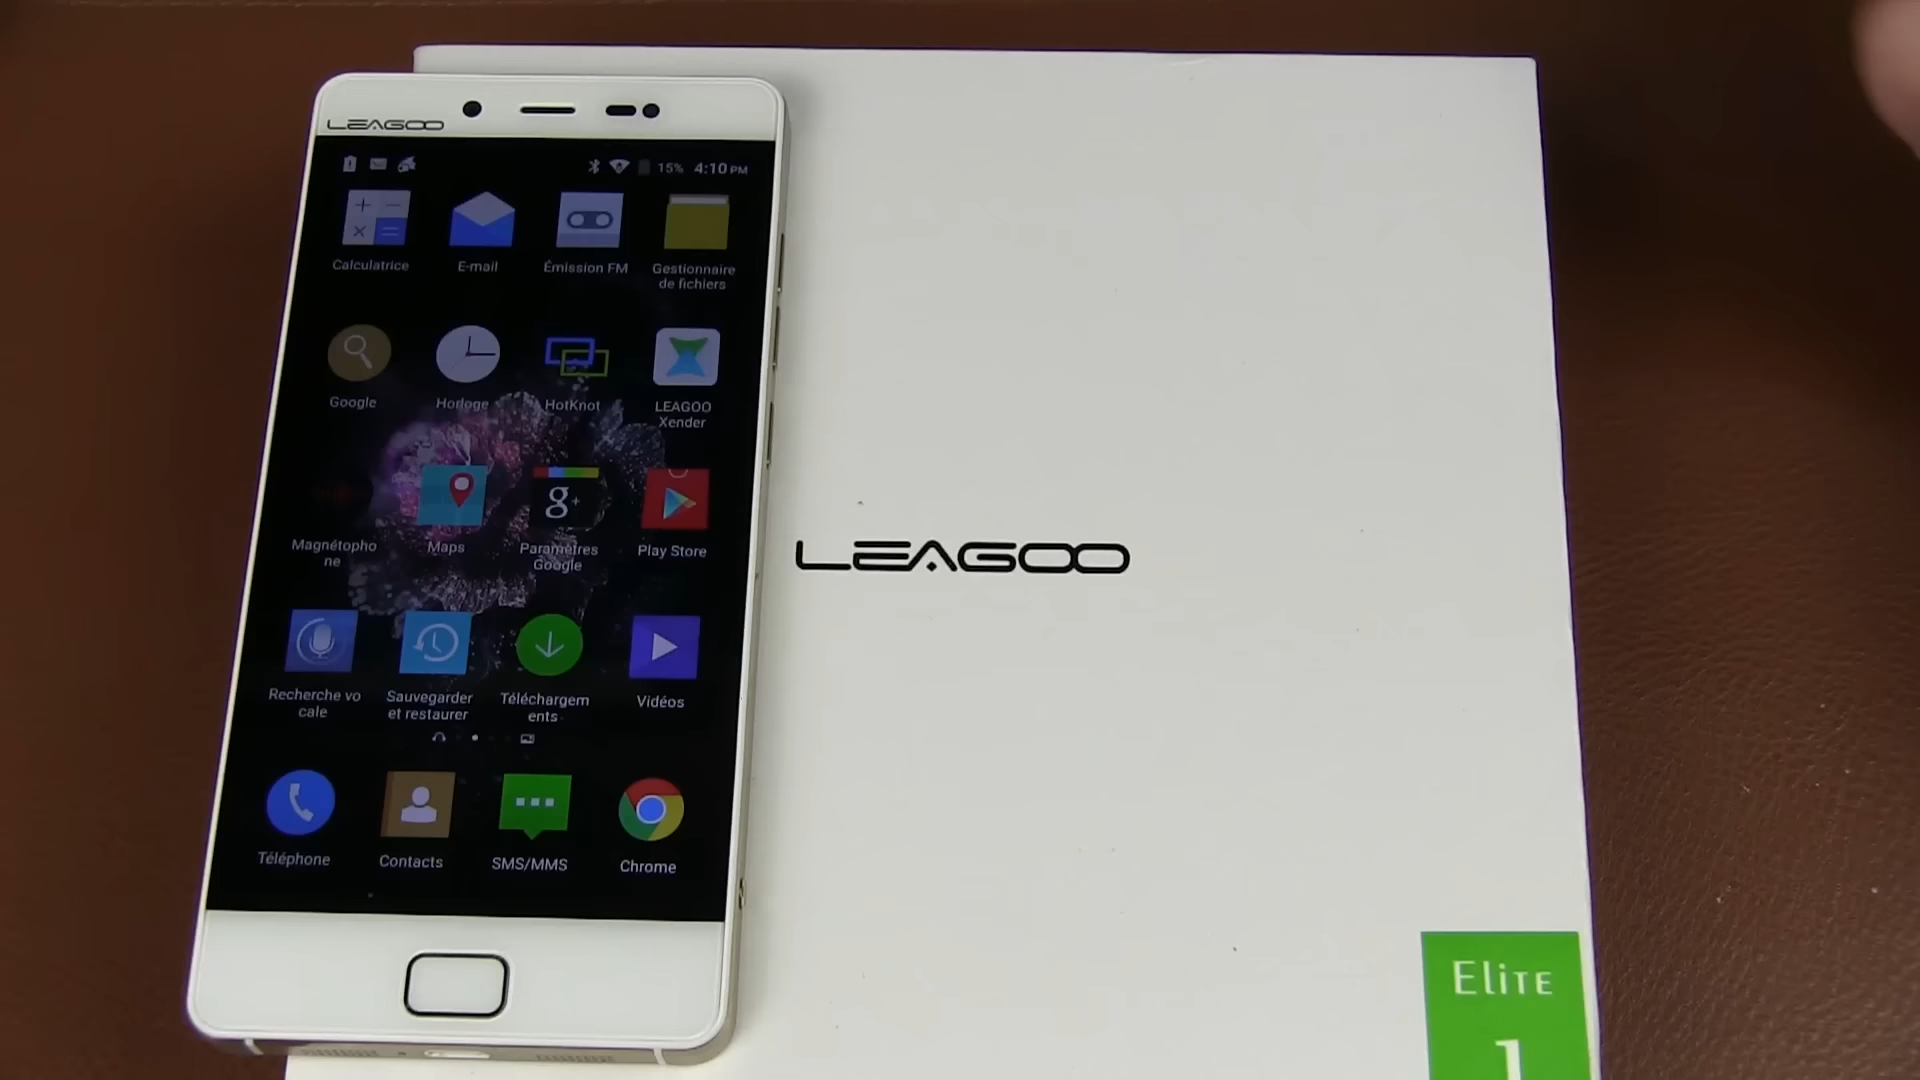 LEAGOO
15% 4:10 PM
Calculatrice
E-mail
Émission FM
Gestionnaire
de fichiers
Google
Horloge
HotKnot
LEAGOO
Xender
Magnétopho
ne
Maps
g+
Paramètres
Google
Play Store
Recherche vo
cale
Sauvegarder
et restaurer
Téléchargem
ents
Vidéos
Téléphone
Contacts
SMS/MMS
Chrome
LEAGOO
Elite
1